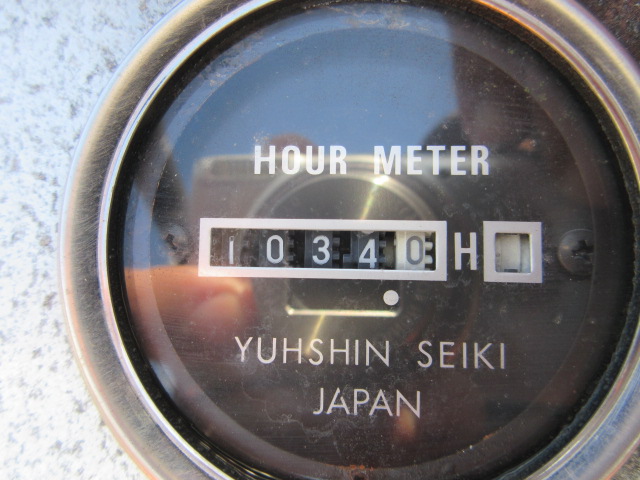 HOUR METER
10340 H
YUHSHIN SEIKI
JAPAN